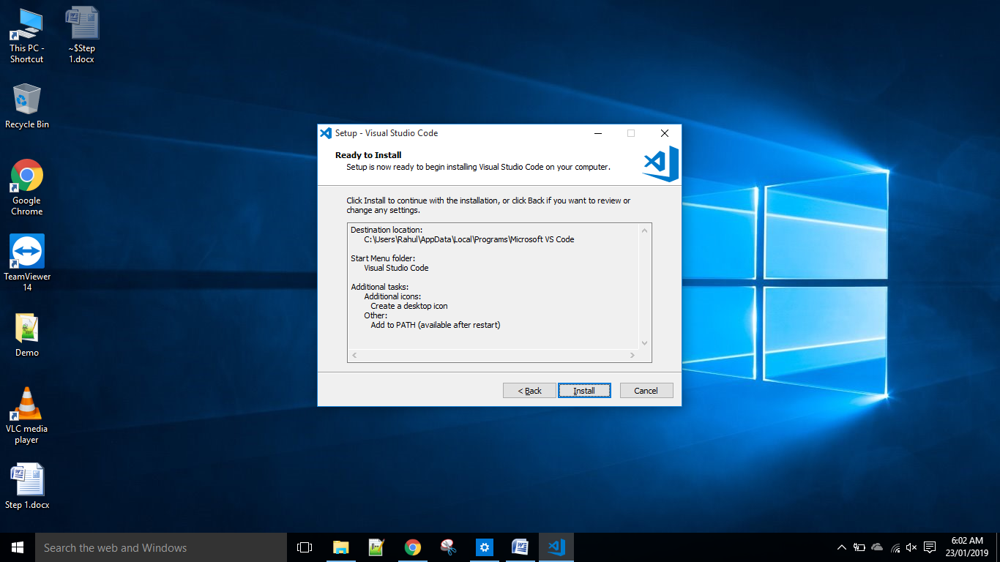 This PC -
Shortcut
~$Step
1.docx
Recycle Bin
Google
Chrome
TeamViewer
14
Demo
VLC media
player
Step 1.docx
Setup - Visual Studio Code
Ready to Install
Setup is now ready to begin installing Visual Studio Code on your computer.
Click Install to continue with the installation, or click Back if you want to review or
change any settings.
Destination location:
C:\Users\Rahul\AppData\Local\Programs\Microsoft VS Code
Start Menu folder:
Visual Studio Code
Additional tasks:
Additional icons:
Create a desktop icon
Other:
Add to PATH (available after restart)
< Back
Install
Cancel
Search the web and Windows
6:02 AM
23/01/2019